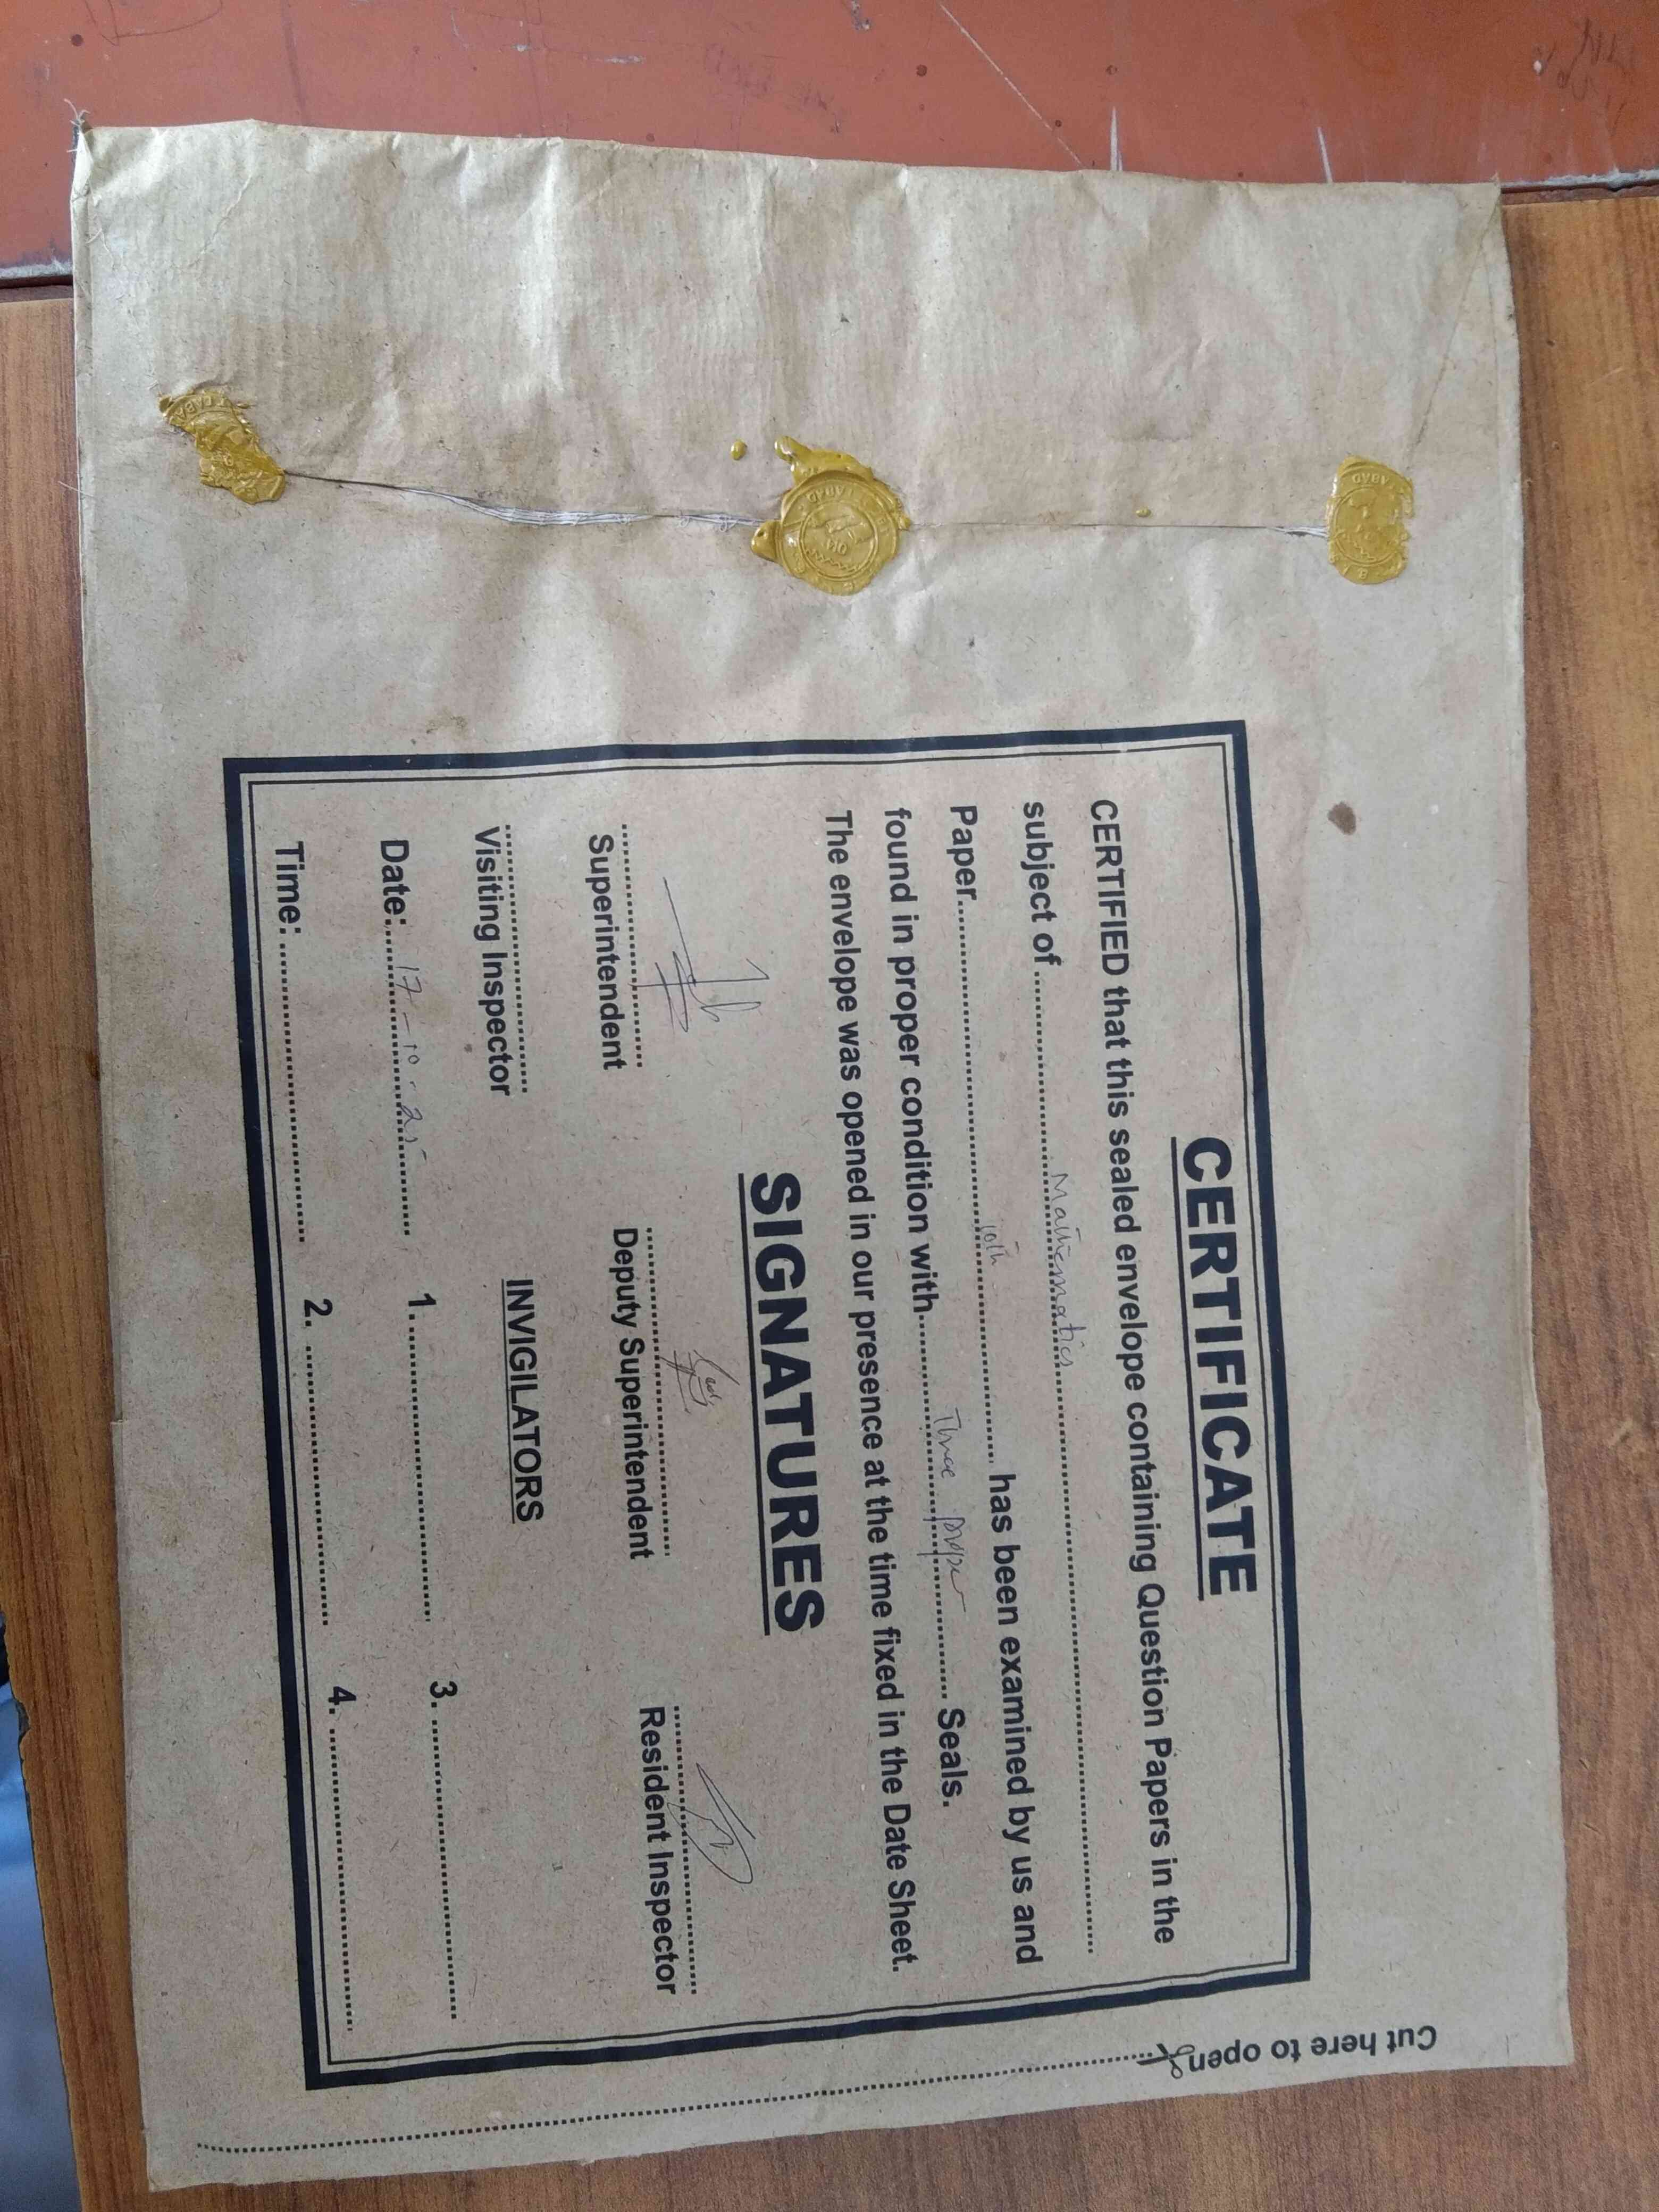 CERTIFICATE
CERTIFIED that this sealed envelope containing Question Papers in the
subject of ........ Mathematics ........
Paper........ 10th ........ has been examined by us and
found in proper condition with........ Three proper ........ Seals.
The envelope was opened in our presence at the time fixed in the Date Sheet.
SIGNATURES
Superintendent Deputy Superintendent Resident Inspector
Visiting Inspector INVIGILATORS
Date: 17-10-25 1. ........ 3. ........
Time: ........ 2. ........ 4. ........
Cut here to open